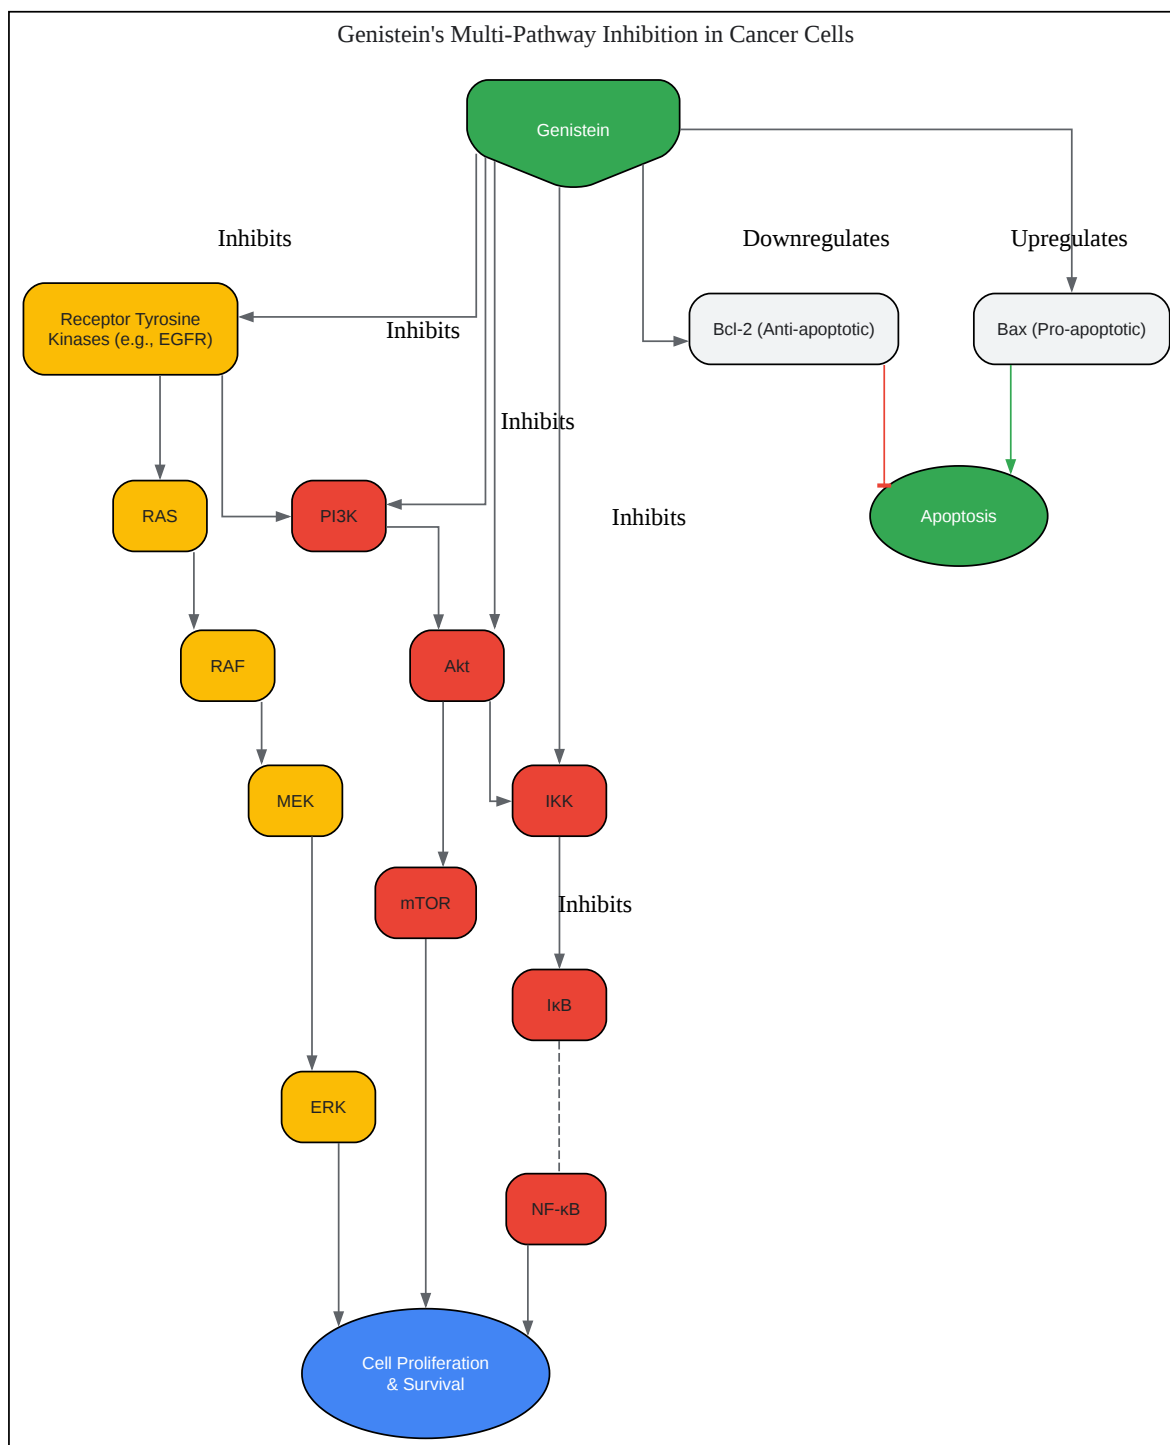 Genistein's Multi-Pathway Inhibition in Cancer Cells
Genistein
Inhibits
Downregulates
Upregulates
Receptor Tyrosine
Kinases (e.g., EGFR)
Inhibits
Bcl-2 (Anti-apoptotic)
Bax (Pro-apoptotic)
Inhibits
RAS
PI3K
Inhibits
Apoptosis
RAF
Akt
MEK
IKK
mTOR
Inhibits
IκB
ERK
NF-κB
Cell Proliferation
& Survival